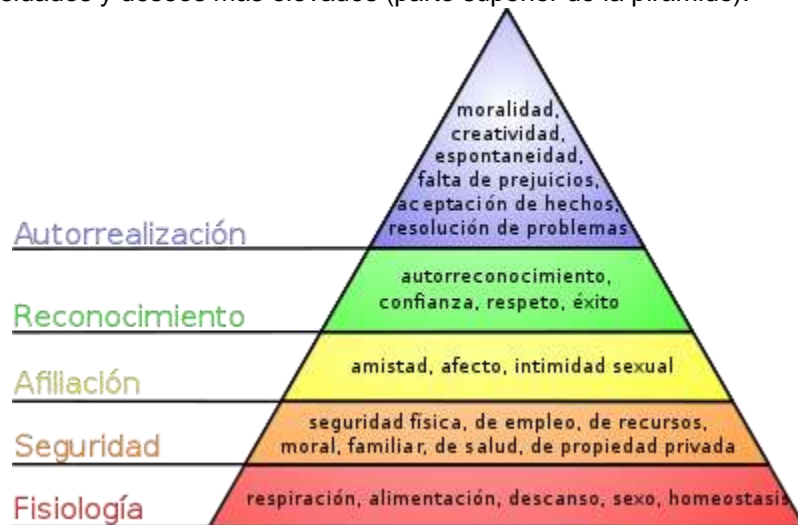 y deseos más elevados (parte superior de la pirámide).
moralidad,
creatividad,
espontaneidad,
falta de prejuicios,
aceptación de hechos,
resolución de problemas
Autorrealización
autorreconocimiento,
confianza, respeto, éxito
Reconocimiento
amistad, afecto, intimidad sexual
Afiliación
seguridad física, de empleo, de recursos,
moral, familiar, de salud, de propiedad privada
Seguridad
respiración, alimentación, descanso, sexo, homeostasis
Fisiología